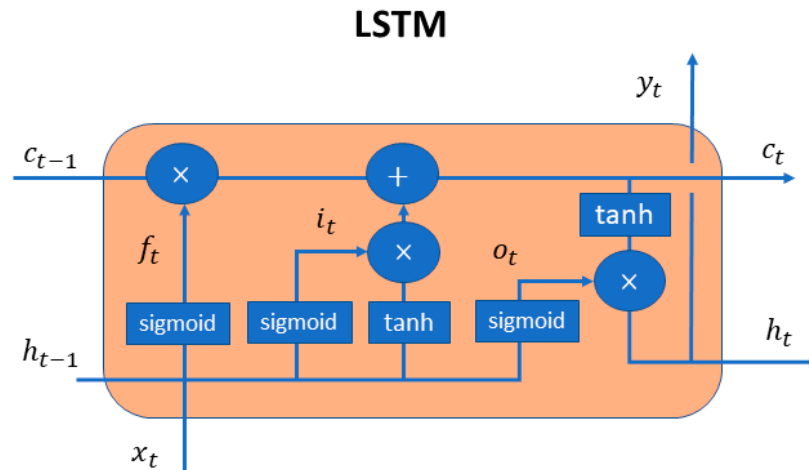 LSTM
y_t
c_{t−1}
c_t
×
+
tanh
i_t
f_t
×
o_t
×
sigmoid
sigmoid
tanh
sigmoid
h_{t−1}
h_t
x_t